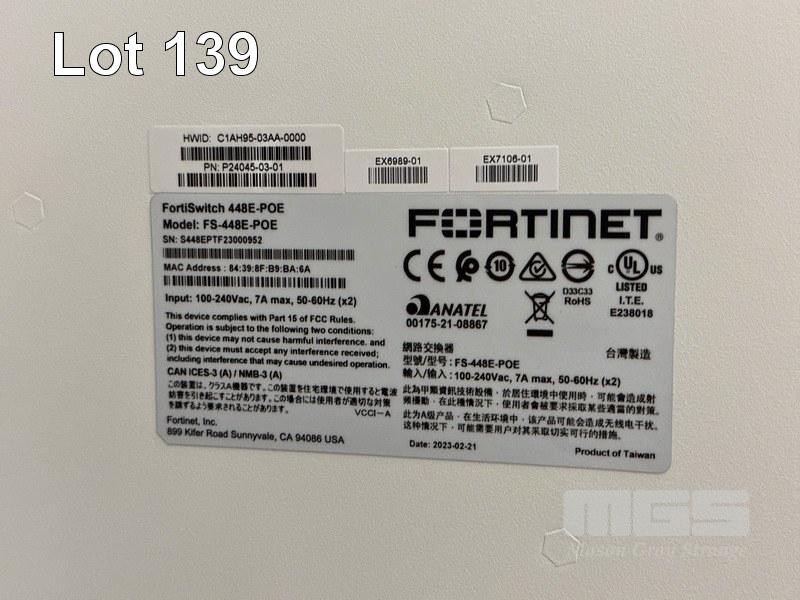 Lot 139
HWID: C1AH95-03AA-0000
PN: P24045-03-01
EX6989-01
EX7106-01
FortiSwitch 448E-POE
Model: FS-448E-POE
SN: S448EPTF23000952
MAC Address : 84:39:8F:B9:BA:6A
Input: 100-240Vac, 7A max, 50-60Hz (x2)
This device complies with Part 15 of FCC Rules.
Operation is subject to the following two conditions:
(1) this device may not cause harmful interference. and
(2) this device must accept any interference received;
including interference that may cause undesired operation.
CAN ICES-3 (A) / NMB-3 (A)
この装置は、クラスA機器です。この装置を住宅環境で使用すると電波
妨害を引き起こすことがあります。この場合には使用者が適切な対策
を講ずるよう要求されることがあります。
VCCI-A
Fortinet, Inc.
899 Kifer Road Sunnyvale, CA 94086 USA
FORTINET®
CE
10
D33C33
RoHS
C UL US
LISTED
I.T.E.
E238018
ANATEL
00175-21-08867
網路交換器
台灣製造
型號/型号: FS-448E-POE
輸入/输入: 100-240Vac, 7A max, 50-60Hz (x2)
此為甲類資訊技術設備，於居住環境中使用時，可能會造成射
頻擾動，在此種情況下，使用者會被要求採取某些適當的對策。
此为A级产品，在生活环境中，该产品可能会造成无线电干扰。
这种情况下，可能需要用户对其采取切实可行的措施。
Date: 2023-02-21
Product of Taiwan
MGS
Mason Gray Strange